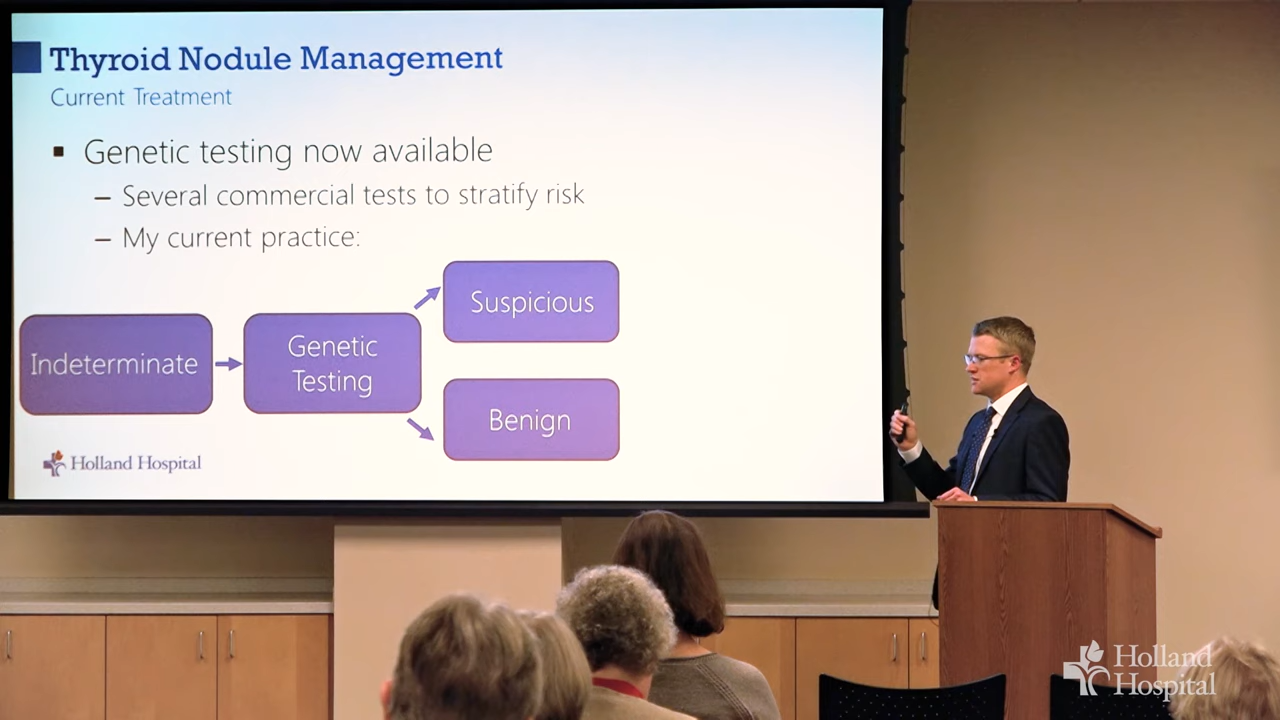 Thyroid Nodule Management
Current Treatment
▪ Genetic testing now available
– Several commercial tests to stratify risk
– My current practice:
Indeterminate
Genetic
Testing
Suspicious
Benign
Holland Hospital
Holland
Hospital